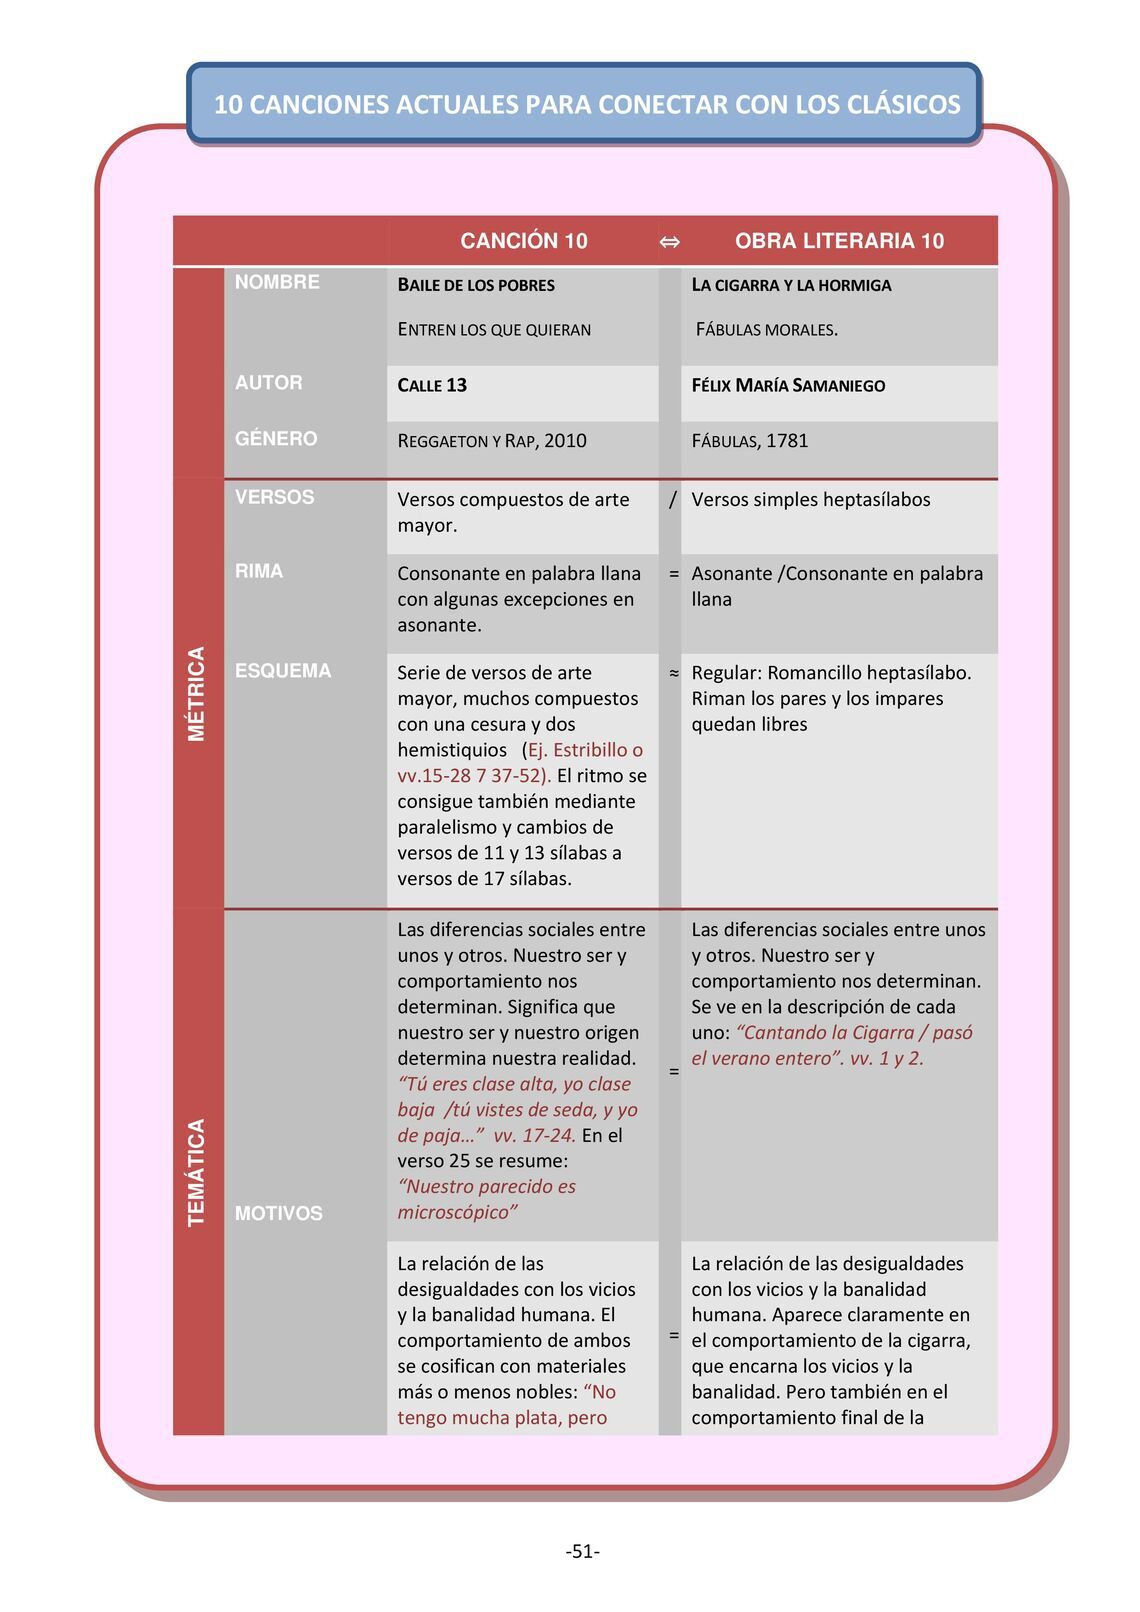 10 CANCIONES ACTUALES PARA CONECTAR CON LOS CLÁSICOS
CANCIÓN 10 ⇔ OBRA LITERARIA 10
NOMBRE
BAILE DE LOS POBRES
ENTREN LOS QUE QUIERAN
LA CIGARRA Y LA HORMIGA
FÁBULAS MORALES.
AUTOR
CALLE 13
FÉLIX MARÍA SAMANIEGO
GÉNERO
REGGAETON Y RAP, 2010
FÁBULAS, 1781
MÉTRICA
VERSOS
Versos compuestos de arte
mayor.
/
Versos simples heptasílabos
RIMA
Consonante en palabra llana
con algunas excepciones en
asonante.
=
Asonante /Consonante en palabra
llana
ESQUEMA
Serie de versos de arte
mayor, muchos compuestos
con una cesura y dos
hemistiquios (Ej. Estribillo o
vv.15-28 7 37-52). El ritmo se
consigue también mediante
paralelismo y cambios de
versos de 11 y 13 sílabas a
versos de 17 sílabas.
≈
Regular: Romancillo heptasílabo.
Riman los pares y los impares
quedan libres
TEMÁTICA
MOTIVOS
Las diferencias sociales entre
unos y otros. Nuestro ser y
comportamiento nos
determinan. Significa que
nuestro ser y nuestro origen
determina nuestra realidad.
“Tú eres clase alta, yo clase
baja /tú vistes de seda, y yo
de paja…” vv. 17-24. En el
verso 25 se resume:
“Nuestro parecido es
microscópico”
=
Las diferencias sociales entre unos
y otros. Nuestro ser y
comportamiento nos determinan.
Se ve en la descripción de cada
uno: “Cantando la Cigarra / pasó
el verano entero”. vv. 1 y 2.
La relación de las
desigualdades con los vicios
y la banalidad humana. El
comportamiento de ambos
se cosifican con materiales
más o menos nobles: “No
tengo mucha plata, pero
=
La relación de las desigualdades
con los vicios y la banalidad
humana. Aparece claramente en
el comportamiento de la cigarra,
que encarna los vicios y la
banalidad. Pero también en el
comportamiento final de la
-51-